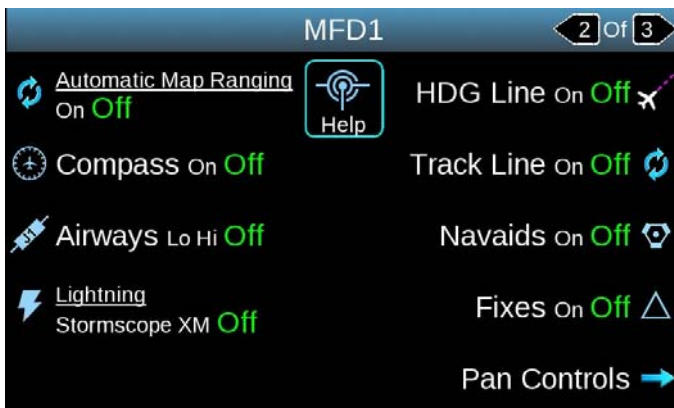 MFD1
2 Of 3
Automatic Map Ranging
On Off
Help
HDG Line On Off
Compass On Off
Track Line On Off
Airways Lo Hi Off
J1
Navaids On Off
Lightning
Stormscope XM Off
Fixes On Off
Pan Controls